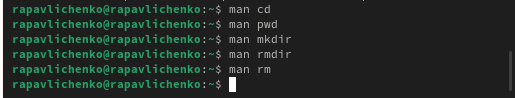 rapavlichenko@rapavlichenko:~$ man cd
rapavlichenko@rapavlichenko:~$ man pwd
rapavlichenko@rapavlichenko:~$ man mkdir
rapavlichenko@rapavlichenko:~$ man rmdir
rapavlichenko@rapavlichenko:~$ man rm
rapavlichenko@rapavlichenko:~$